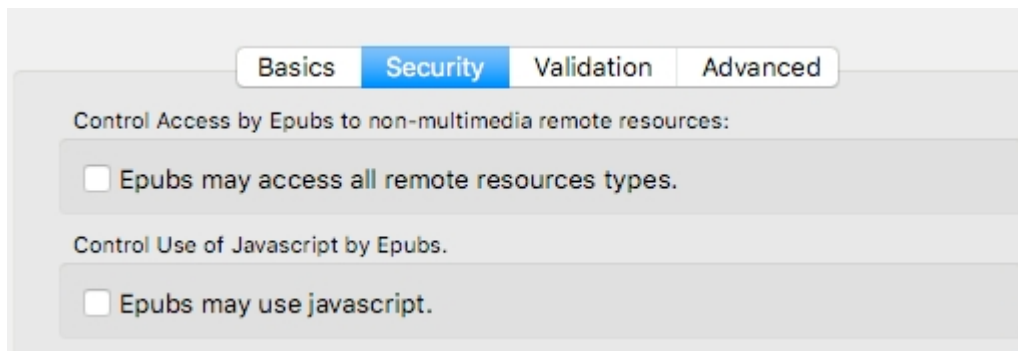 Basics Security Validation Advanced
Control Access by Epubs to non-multimedia remote resources:
Epubs may access all remote resources types.
Control Use of Javascript by Epubs.
Epubs may use javascript.